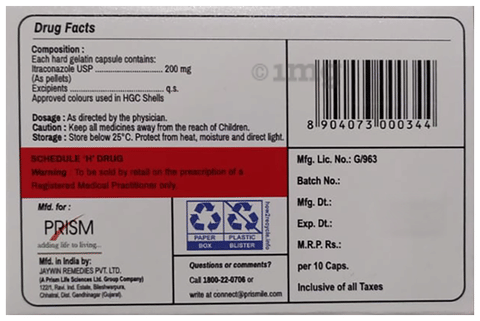 Drug Facts
Composition :
Each hard gelatin capsule contains:
Itraconazole USP ............................ 200 mg
(As pellets)
Excipients ....................................... q.s.
Approved colours used in HGC Shells
Dosage : As directed by the physician.
Caution : Keep all medicines away from the reach of Children.
Storage : Store below 25°C. Protect from heat, moisture and direct light.
SCHEDULE 'H' DRUG
Warning : To be sold by retail on the prescription of a
Registered Medical Practitioner only.
Mfd. for :
PRISM
adding life to living...
Mfd. in India by:
JAYWIN REMEDIES PVT. LTD.
(A Prism Life Sciences Ltd. Group Company)
122/1, Ravi. Ind. Estate, Bileshwarpura,
Chhatral, Dist. Gandhinagar (Gujarat).
PAPER
BOX
PLASTIC
BLISTER
how2recycle.info
Questions or comments?
Call 1800-22-0706 or
write at connect@prismile.com
© 1mg
8 904073 000344
Mfg. Lic. No.: G/963
Batch No.:
Mfg. Dt.:
Exp. Dt.:
M.R.P. Rs.:
per 10 Caps.
Inclusive of all Taxes